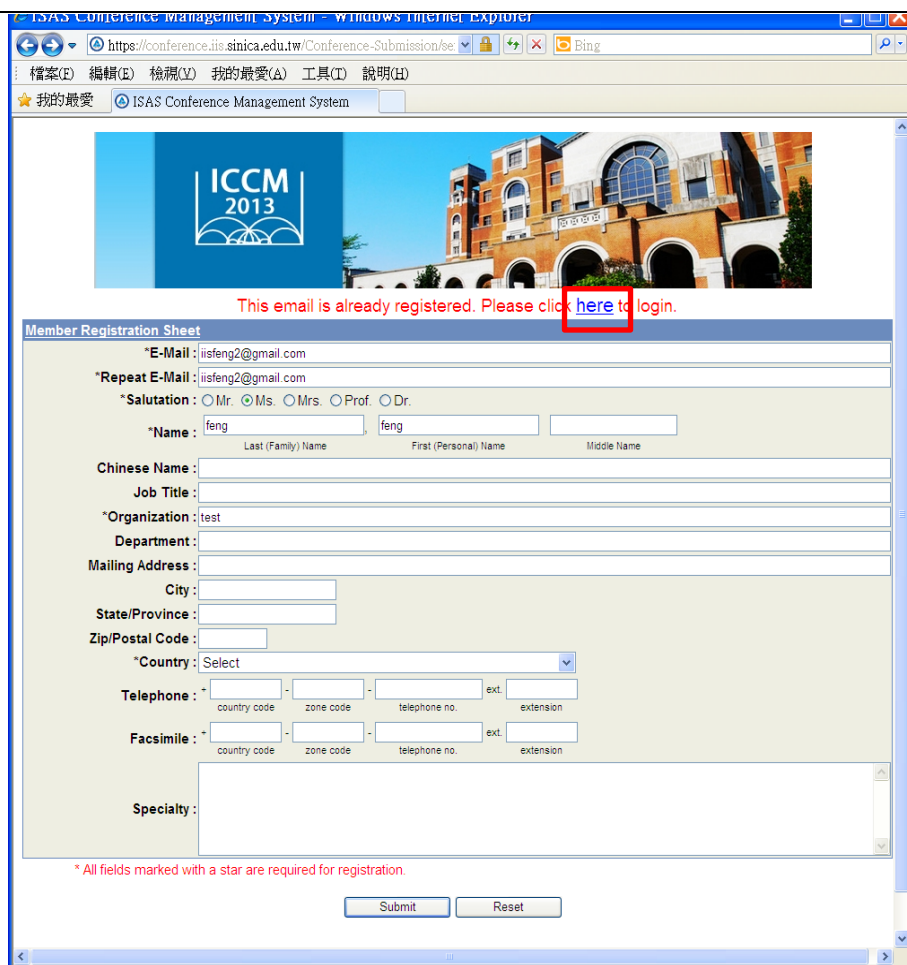 ISAS Conference Management System - Windows Internet Explorer
https://conference.iis.sinica.edu.tw/Conference-Submission/se
Bing
檔案(F) 編輯(E) 檢視(V) 我的最愛(A) 工具(T) 說明(H)
我的最愛 ISAS Conference Management System
ICCM
2013
This email is already registered. Please click here to login.
Member Registration Sheet
*E-Mail : iisfeng2@gmail.com
*Repeat E-Mail : iisfeng2@gmail.com
*Salutation : Mr. Ms. Mrs. Prof. Dr.
*Name : feng , feng
Last (Family) Name First (Personal) Name Middle Name
Chinese Name :
Job Title :
*Organization : test
Department :
Mailing Address :
City :
State/Province :
Zip/Postal Code :
*Country : Select
Telephone : + - - ext.
country code zone code telephone no. extension
Facsimile : + - - ext.
country code zone code telephone no. extension
Specialty :
* All fields marked with a star are required for registration.
Submit Reset